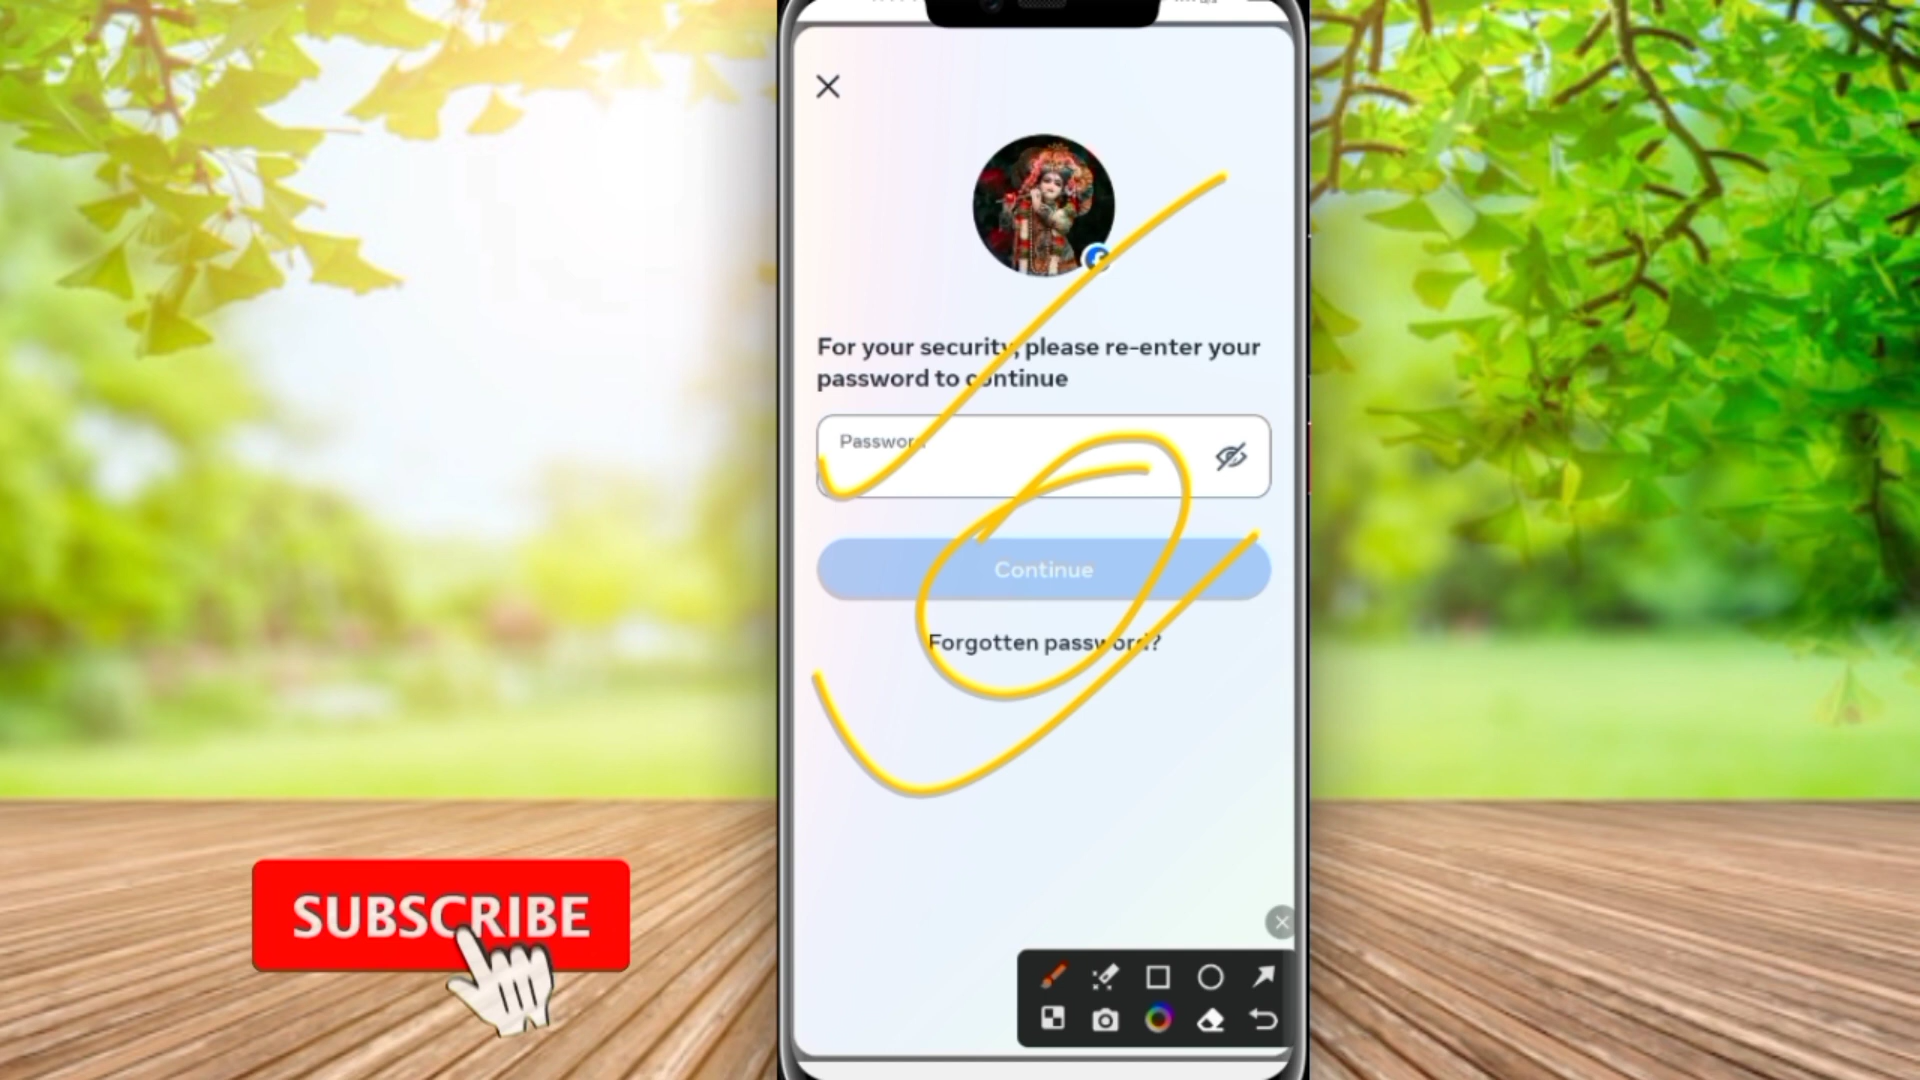 For your security, please re-enter your
password to continue
Password
Continue
Forgotten password?
SUBSCRIBE